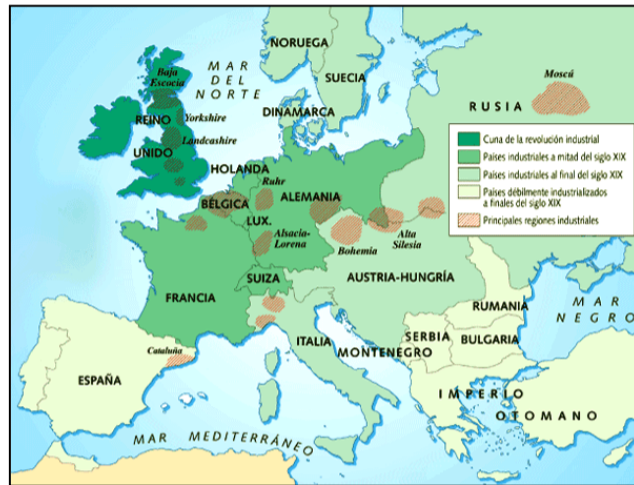 NORUEGA
SUECIA
MAR
DEL
NORTE
Baja
Escocia
Moscú
RUSIA
DINAMARCA
REINO
Yorkshire
Landcashire
UNIDO
HOLANDA
Ruhr
BÉLGICA
ALEMANIA
LUX.
Alsacia-
Lorena
Bohemia
Alta
Silesia
Cuna de la revolución industrial
Paises industriales a mitad del siglo XIX
Paises industriales al final del siglo XIX
Paises débilmente industrializados
a finales del siglo XIX
Principales regiones industriales
SUIZA
AUSTRIA-HUNGRÍA
FRANCIA
RUMANIA
MAR
NEGRO
SERBIA
BULGARIA
ITALIA
MONTENEGRO
Cataluña
ESPAÑA
IMPERIO
OTOMANO
MAR MEDITERRÁNEO